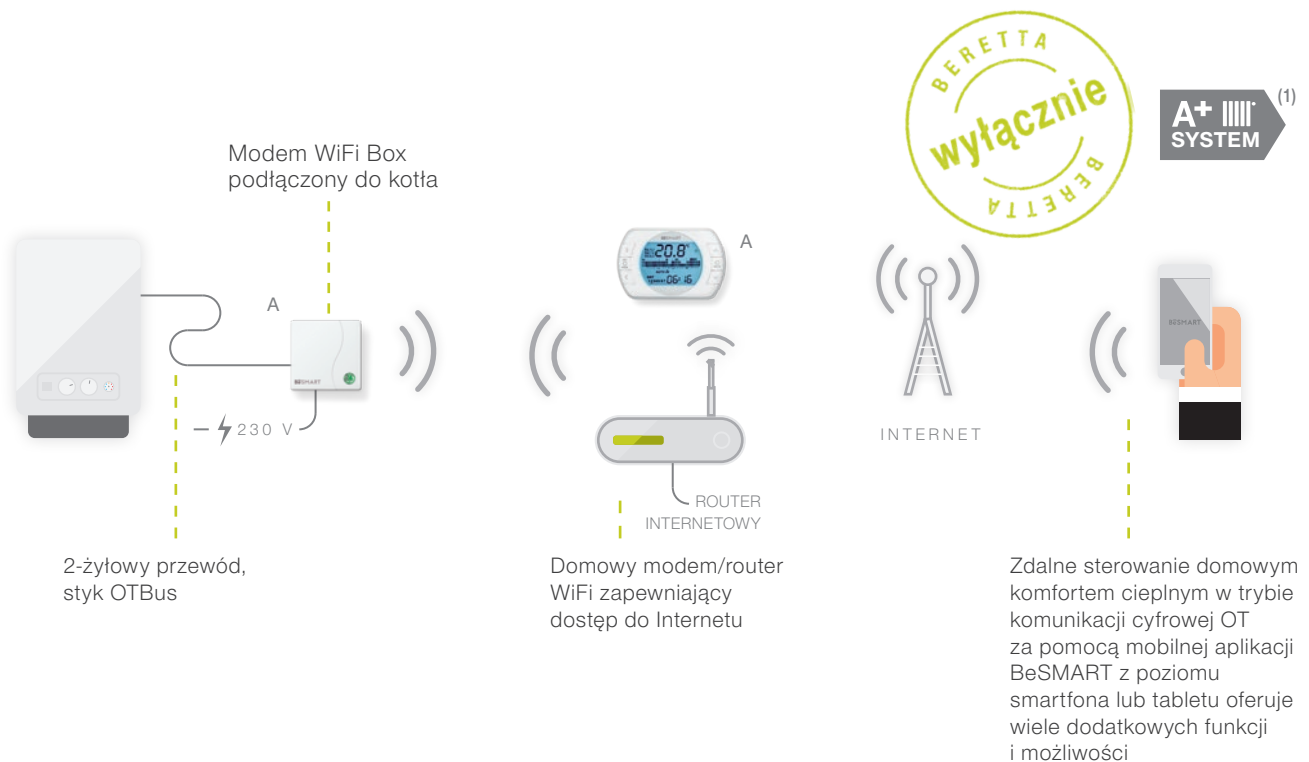 BERETTA
wyłącznie
BERETTA
A+
SYSTEM
(1)
Modem WiFi Box
podłączony do kotła
A
BESMART
230 V
A
BESMART
20.8°
06:16
ROUTER
INTERNETOWY
INTERNET
BESMART
2-żyłowy przewód,
styk OTBus
Domowy modem/router
WiFi zapewniający
dostęp do Internetu
Zdalne sterowanie domowym
komfortem cieplnym w trybie
komunikacji cyfrowej OT
za pomocą mobilnej aplikacji
BeSMART z poziomu
smartfona lub tabletu oferuje
wiele dodatkowych funkcji
i możliwości